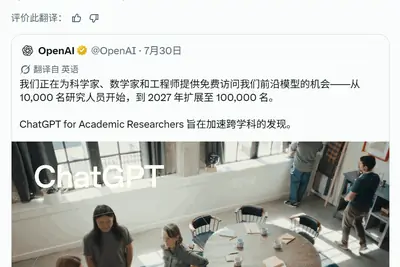 评价此翻译：
OpenAI @OpenAI · 7月30日
翻译自 英语
我们正在为科学家、数学家和工程师提供免费访问我们前沿模型的机会——从
10,000 名研究人员开始，到 2027 年扩展至 100,000 名。
ChatGPT for Academic Researchers 旨在加速跨学科的发现。
ChatGPT